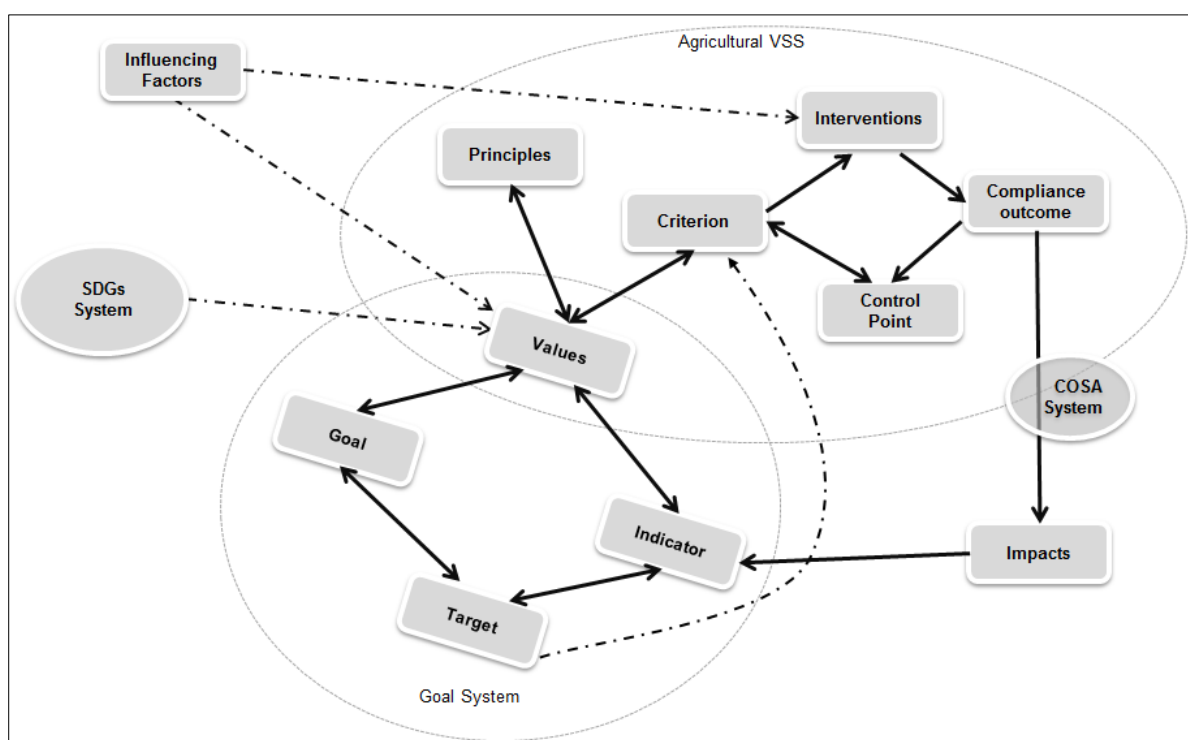 Agricultural VSS
Influencing
Factors
Interventions
Principles
Compliance
outcome
Criterion
SDGs
System
Control
Point
Values
COSA
System
Goal
Indicator
Impacts
Target
Goal System